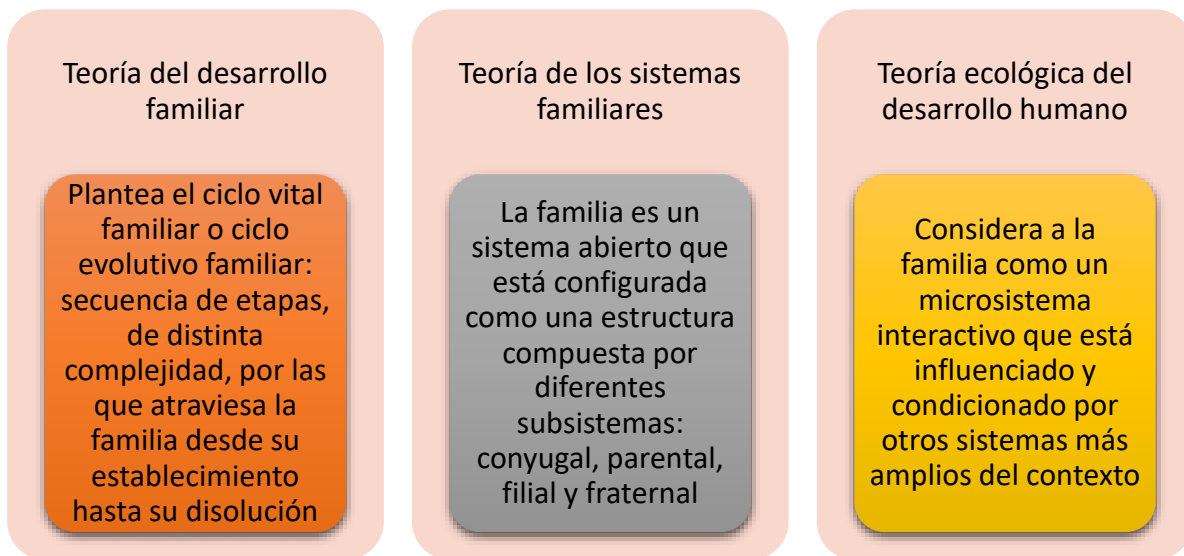 Teoría del desarrollo
familiar
Plantea el ciclo vital
familiar o ciclo
evolutivo familiar:
secuencia de etapas,
de distinta
complejidad, por las
que atraviesa la
familia desde su
establecimiento
hasta su disolución
Teoría de los sistemas
familiares
La familia es un
sistema abierto que
está configurada
como una estructura
compuesta por
diferentes
subsistemas:
conyugal, parental,
filial y fraternal
Teoría ecológica del
desarrollo humano
Considera a la
familia como un
microsistema
interactivo que está
influenciado y
condicionado por
otros sistemas más
amplios del contexto